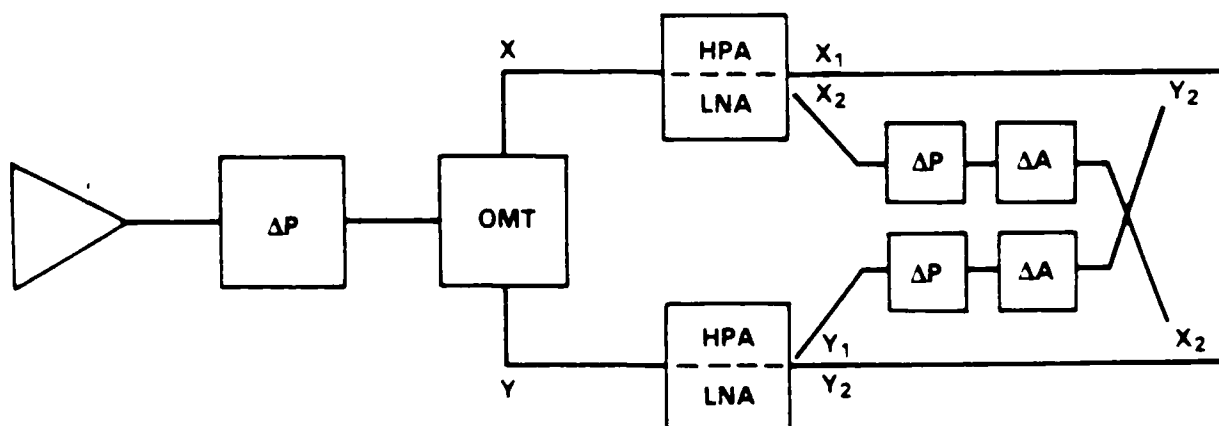 X
HPA
LNA
X₁
X₂
Y₂
ΔP
ΔA
ΔP
OMT
ΔP
ΔA
Y
HPA
LNA
Y₁
Y₂
X₂